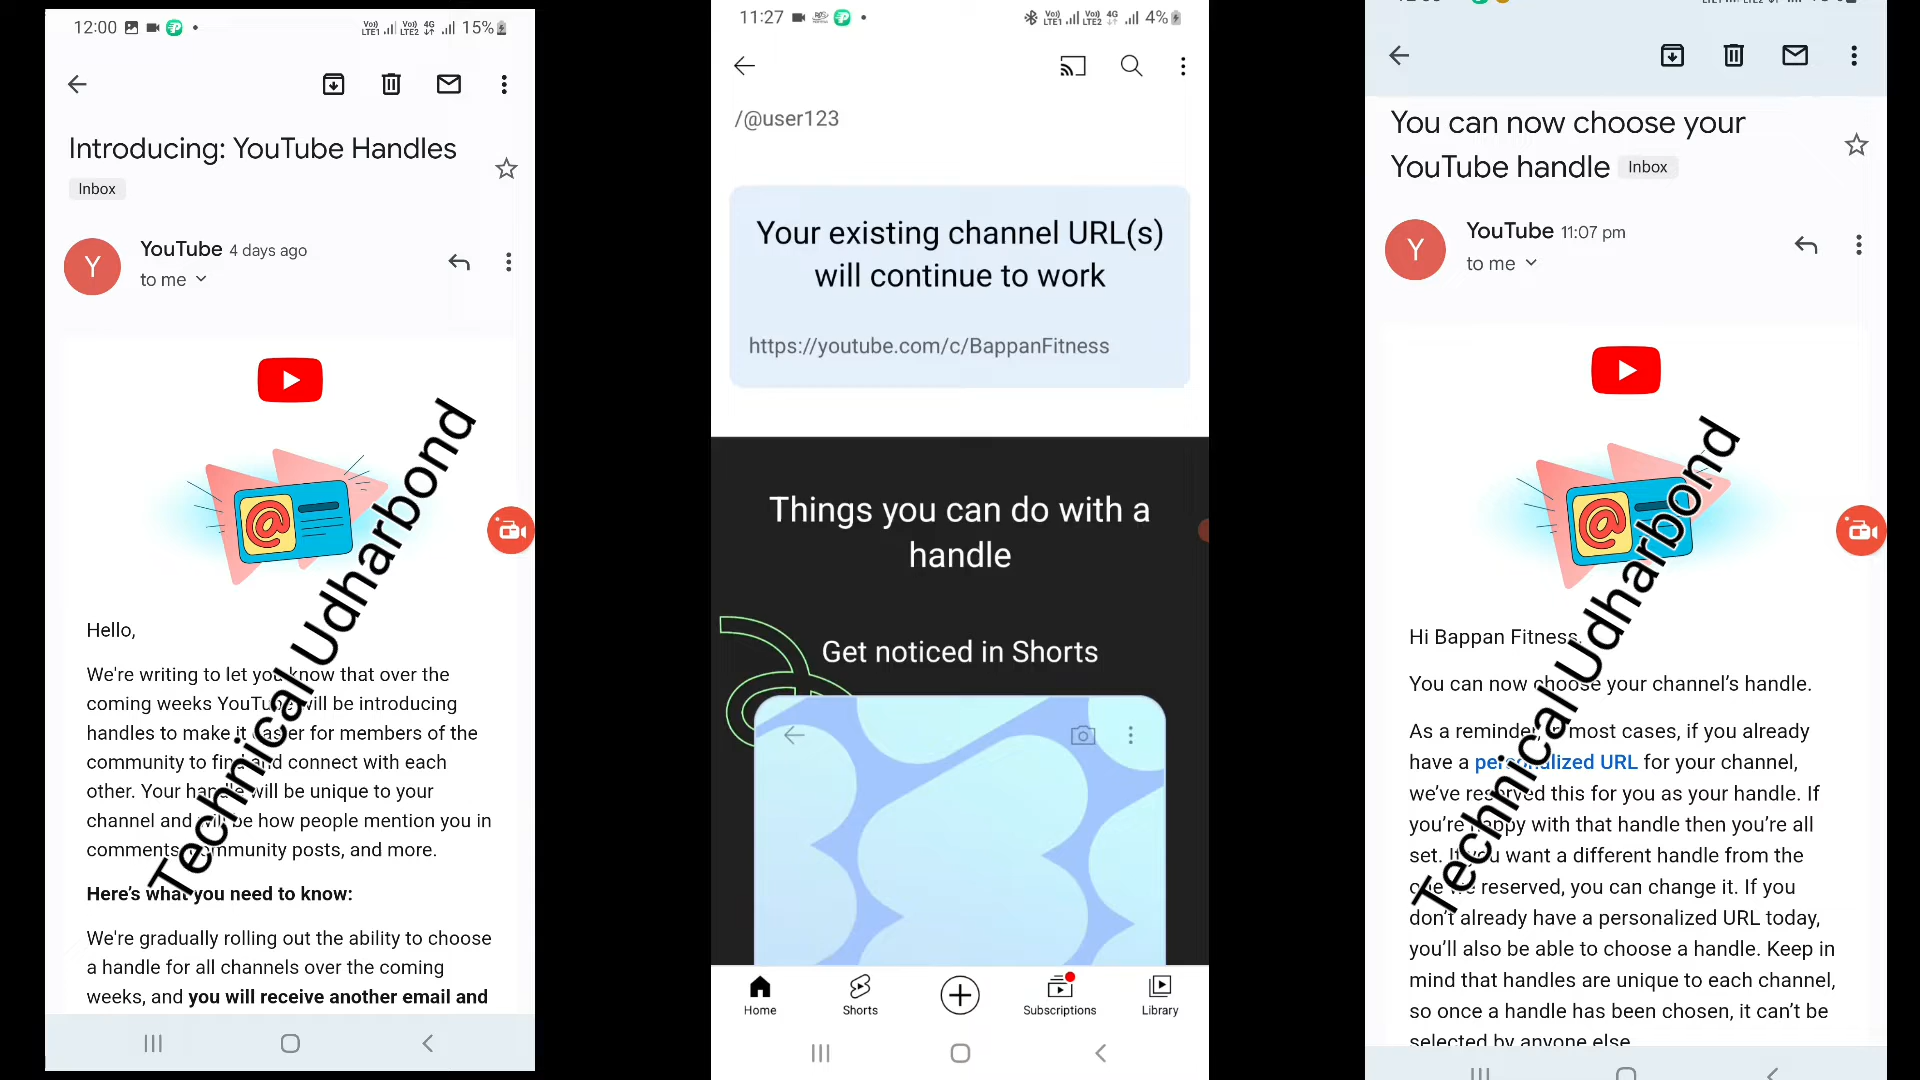 12:00
Vo)) LTE1 Vo)) LTE2 4G 15%
Introducing: YouTube Handles
Inbox
Y
YouTube 4 days ago
to me
Hello,
We're writing to let you know that over the
coming weeks YouTube will be introducing
handles to make it easier for members of the
community to find and connect with each
other. Your handle will be unique to your
channel and will be how people mention you in
comments, community posts, and more.
Here's what you need to know:
We're gradually rolling out the ability to choose
a handle for all channels over the coming
weeks, and you will receive another email and
Technical Udharbond
11:27
Vo)) LTE1 Vo)) LTE2 4G 4%
/@user123
Your existing channel URL(s)
will continue to work
https://youtube.com/c/BappanFitness
Things you can do with a
handle
Get noticed in Shorts
Home
Shorts
Subscriptions
Library
You can now choose your
YouTube handle Inbox
Y
YouTube 11:07 pm
to me
Hi Bappan Fitness,
You can now choose your channel's handle.
As a reminder, in most cases, if you already
have a personalized URL for your channel,
we've reserved this for you as your handle. If
you're happy with that handle then you're all
set. If you want a different handle from the
one we reserved, you can change it. If you
don't already have a personalized URL today,
you'll also be able to choose a handle. Keep in
mind that handles are unique to each channel,
so once a handle has been chosen, it can't be
selected by anyone else
Technical Udharbond